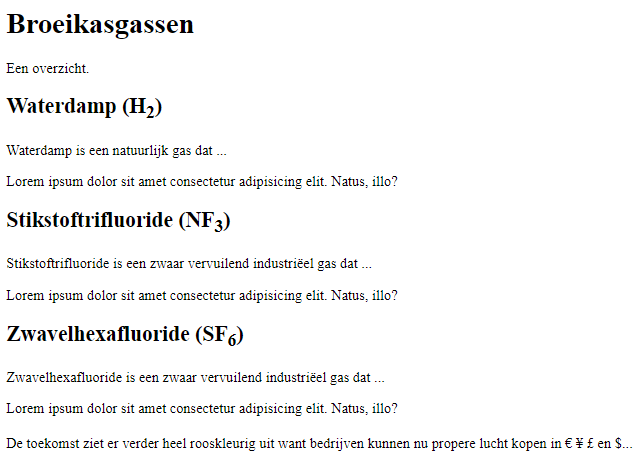 Broeikasgassen
Een overzicht.
Waterdamp (H₂)
Waterdamp is een natuurlijk gas dat ...
Lorem ipsum dolor sit amet consectetur adipisicing elit. Natus, illo?
Stikstoftrifluoride (NF₃)
Stikstoftrifluoride is een zwaar vervuilend industriëel gas dat ...
Lorem ipsum dolor sit amet consectetur adipisicing elit. Natus, illo?
Zwavelhexafluoride (SF₆)
Zwavelhexafluoride is een zwaar vervuilend industriëel gas dat ...
Lorem ipsum dolor sit amet consectetur adipisicing elit. Natus, illo?
De toekomst ziet er verder heel rooskleurig uit want bedrijven kunnen nu propere lucht kopen in € ¥ £ en $...